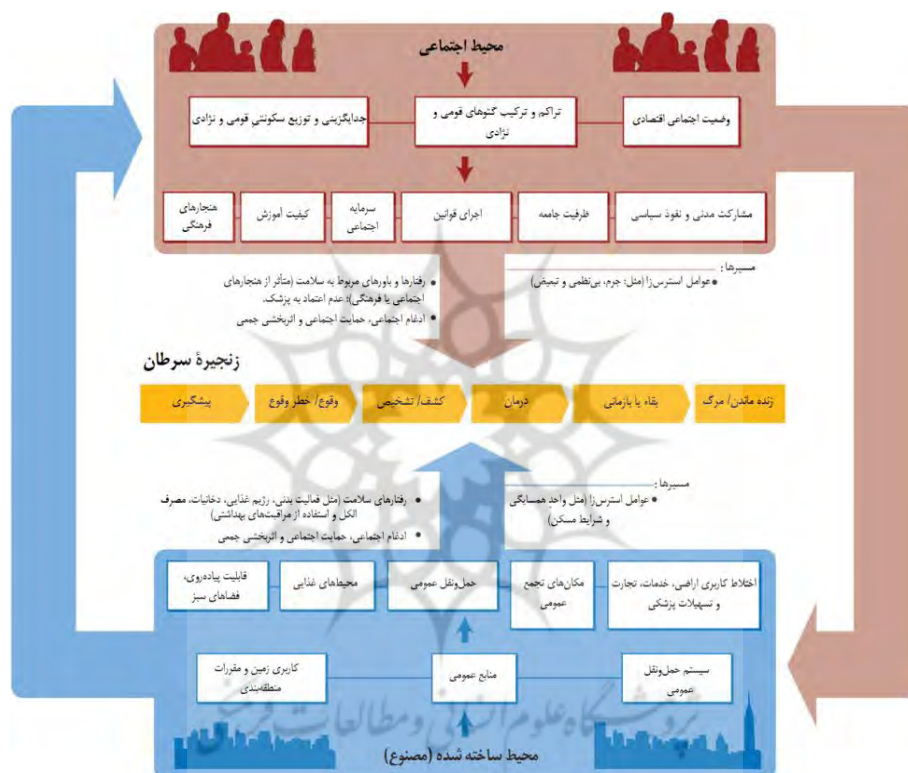 محیط اجتماعی
وضعیت اجتماعی اقتصادی
تراکم و ترکیب گتوهای قومی و
نژادی
جدایگزینی و توزیع سکونتیِ قومی و نژادی
مشارکت مدنی و نفوذ سیاسی
ظرفیت جامعه
اجرای قوانین
سرمایه
اجتماعی
کیفیت آموزش
هنجارهای
فرهنگی
مسیرها:
● عوامل استرس‌زا (مثل: جرم، بی‌نظمی و تبعیض)
● رفتارها و باورهای مربوط به سلامت (متأثر از هنجارهای
اجتماعی یا فرهنگی)؛ عدم اعتماد به پزشک.
● ادغام اجتماعی، حمایت اجتماعی و اثربخشی جمعی
زنجیرهٔ سرطان
پیشگیری
وقوع/ خطر وقوع
کشف/ تشخیص
درمان
بقاء یا بازمانی
زنده ماندن/ مرگ
مسیرها:
● عوامل استرس‌زا (مثل واحدِ همسایگی
و شرایط مسکن)
● رفتارهای سلامت (مثل فعالیت بدنی، رژیم غذایی، دخانیات، مصرف
الکل و استفاده از مراقبت‌های بهداشتی)
● ادغام اجتماعی، حمایت اجتماعی و اثربخشی جمعی
اختلاط کاربری اراضی، خدمات، تجارت
و تسهیلات پزشکی
مکان‌های تجمع
عمومی
حمل‌ونقل عمومی
محیط‌های غذایی
قابلیت پیاده‌روی،
فضاهای سبز
سیستم حمل‌ونقل
عمومی
منابع عمومی
کاربری زمین و مقررات
منطقه‌بندی
پژوهشگاه علوم انسانی و مطالعات فرهنگی
محیط ساخته شده (مصنوع)